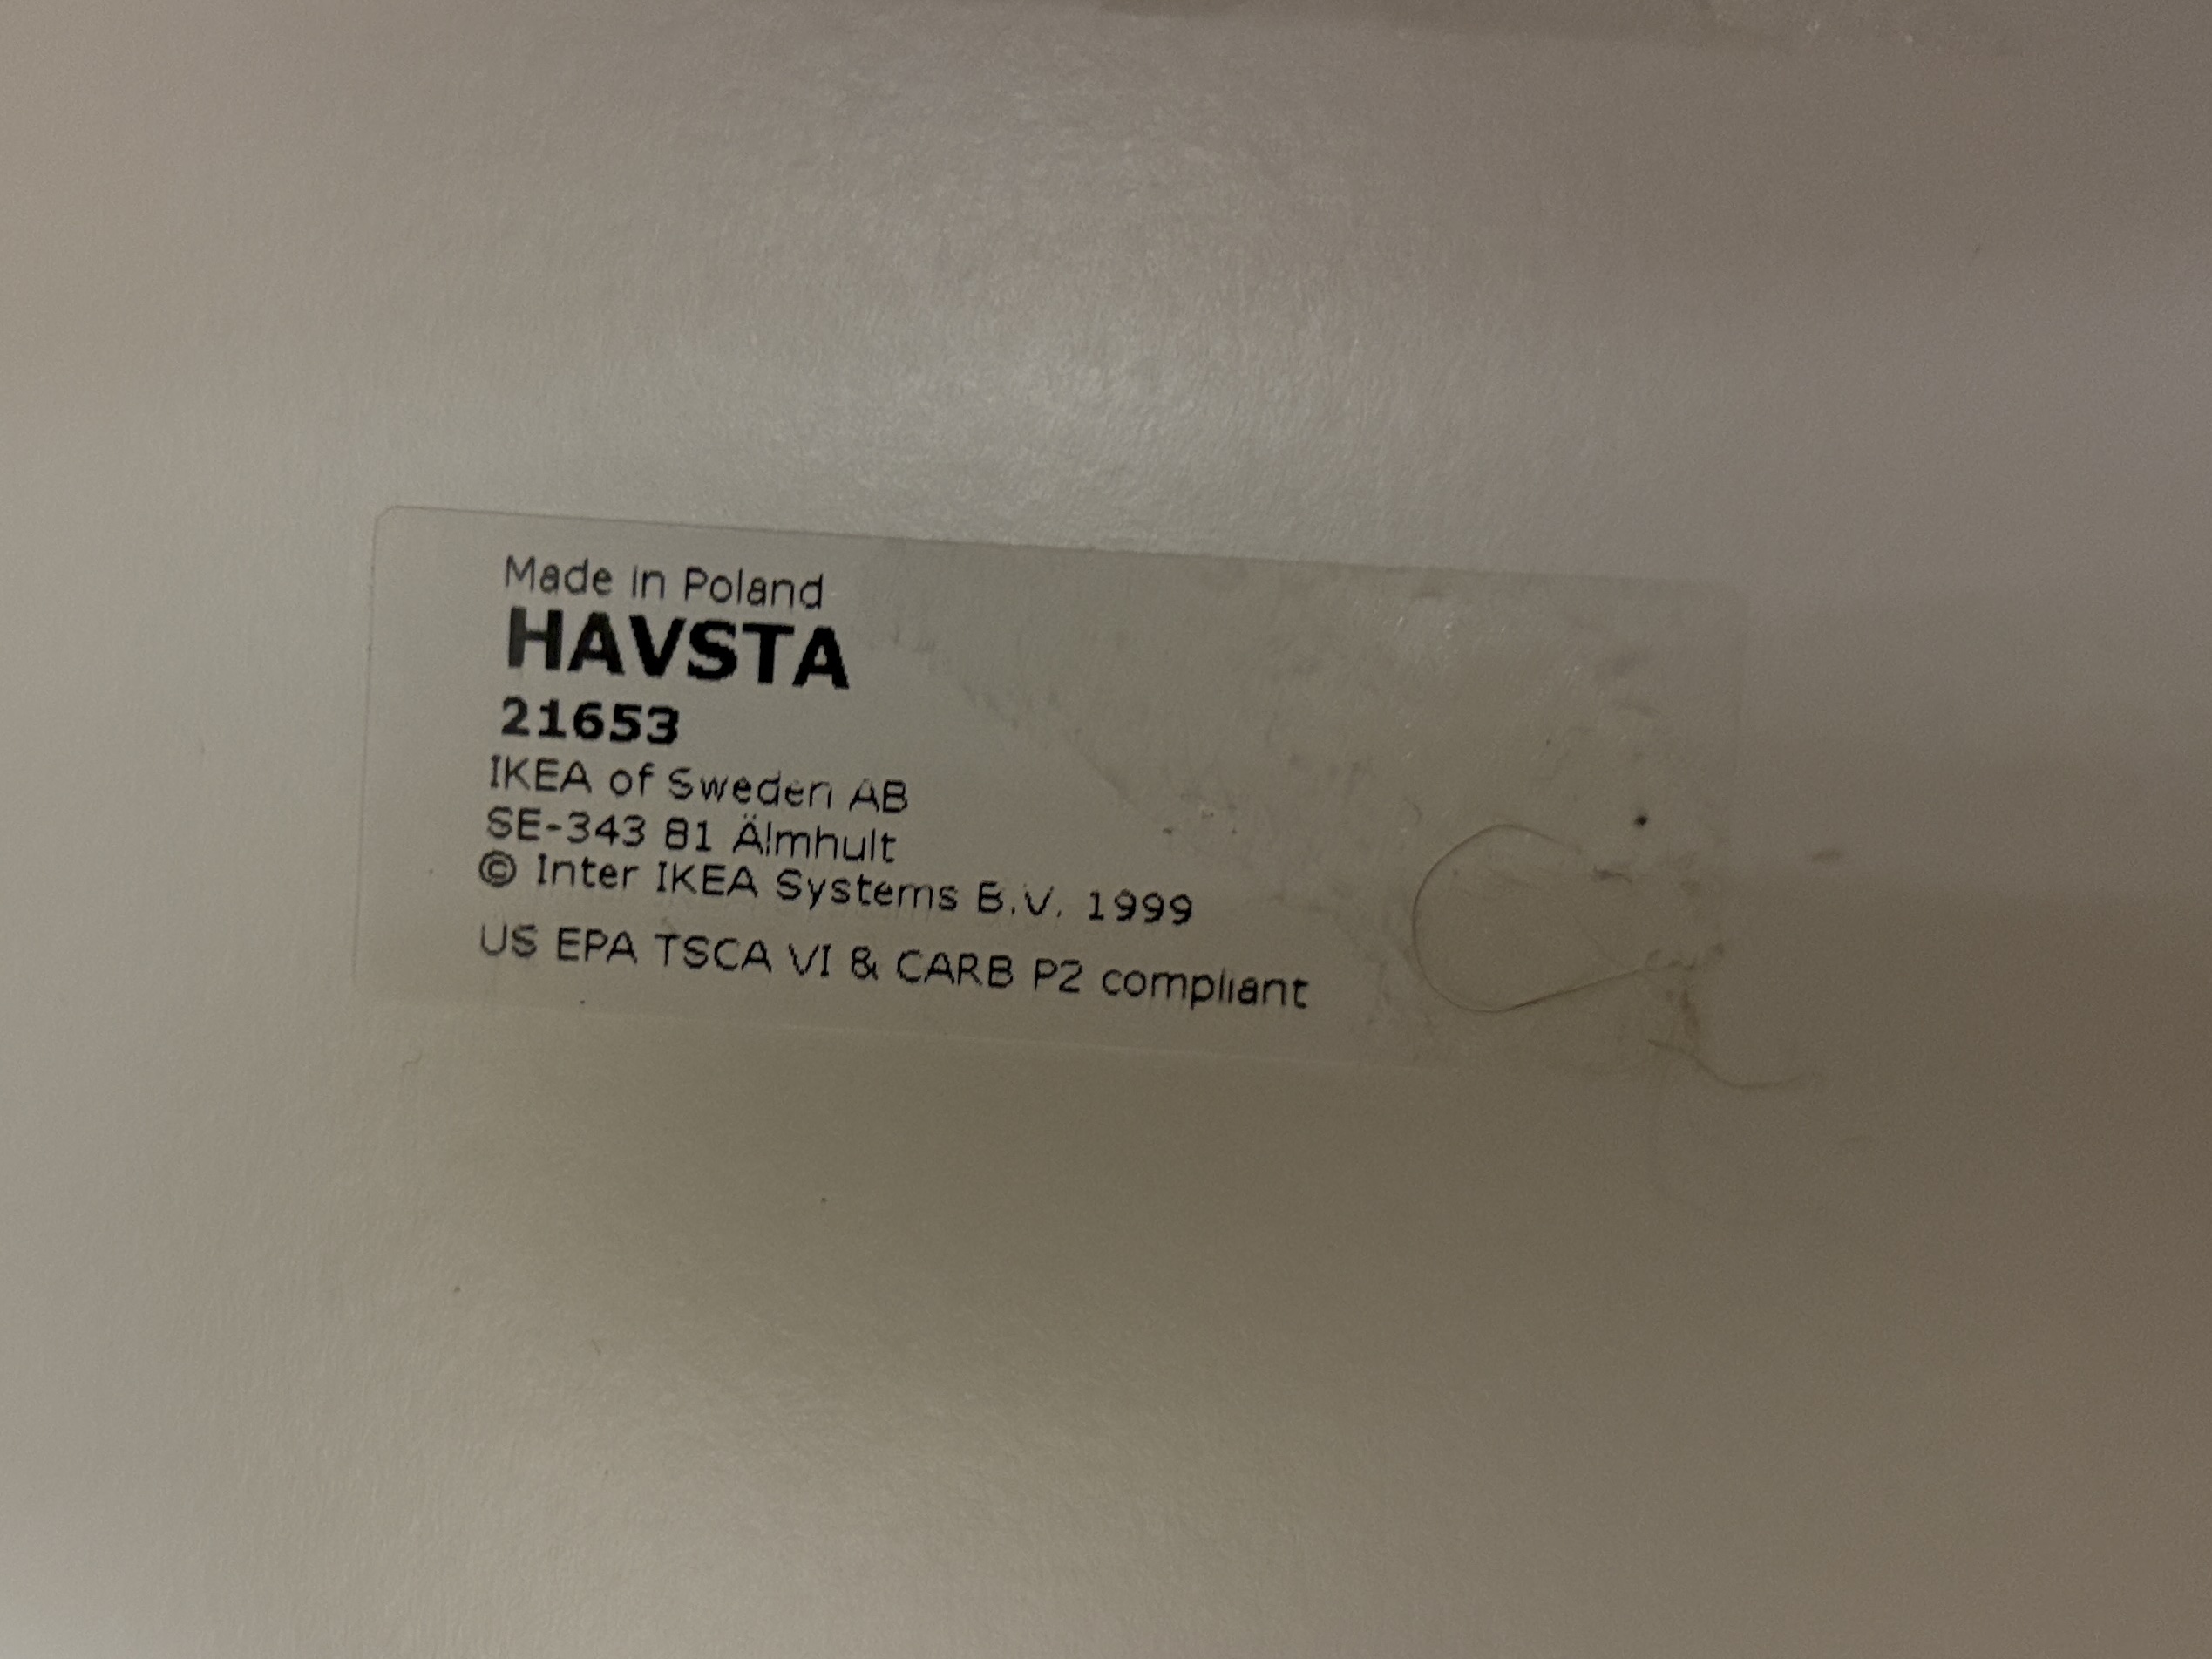 Made in Poland
HAVSTA
21653
IKEA of Sweden AB
SE-343 81 Älmhult
© Inter IKEA Systems B.V. 1999
US EPA TSCA VI & CARB P2 compliant